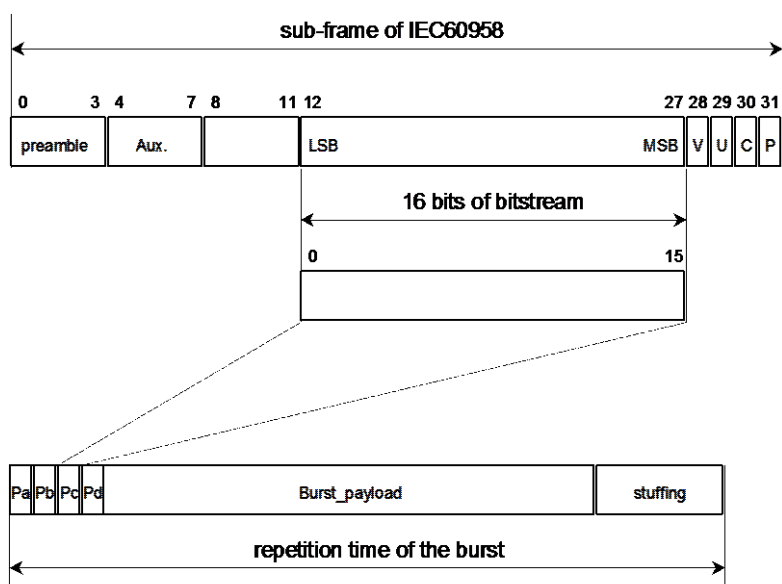 sub-frame of IEC60958
0 3 4 7 8 11 12 27 28 29 30 31
preamble Aux. LSB MSB V U C P
16 bits of bitstream
0 15
Pa Pb Pc Pd Burst_payload stuffing
repetition time of the burst